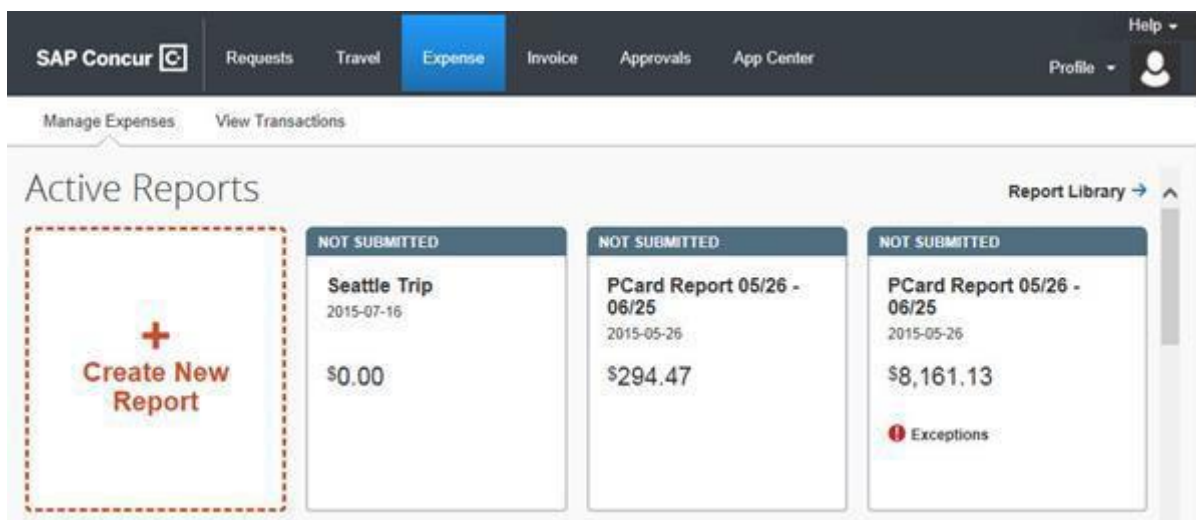 Help
SAP Concur C Requests Travel Expense Invoice Approvals App Center Profile
Manage Expenses View Transactions
Active Reports
Report Library →
+
Create New
Report
NOT SUBMITTED
Seattle Trip
2015-07-16
$0.00
NOT SUBMITTED
PCard Report 05/26 -
06/25
2015-05-26
$294.47
NOT SUBMITTED
PCard Report 05/26 -
06/25
2015-05-26
$8,161.13
Exceptions